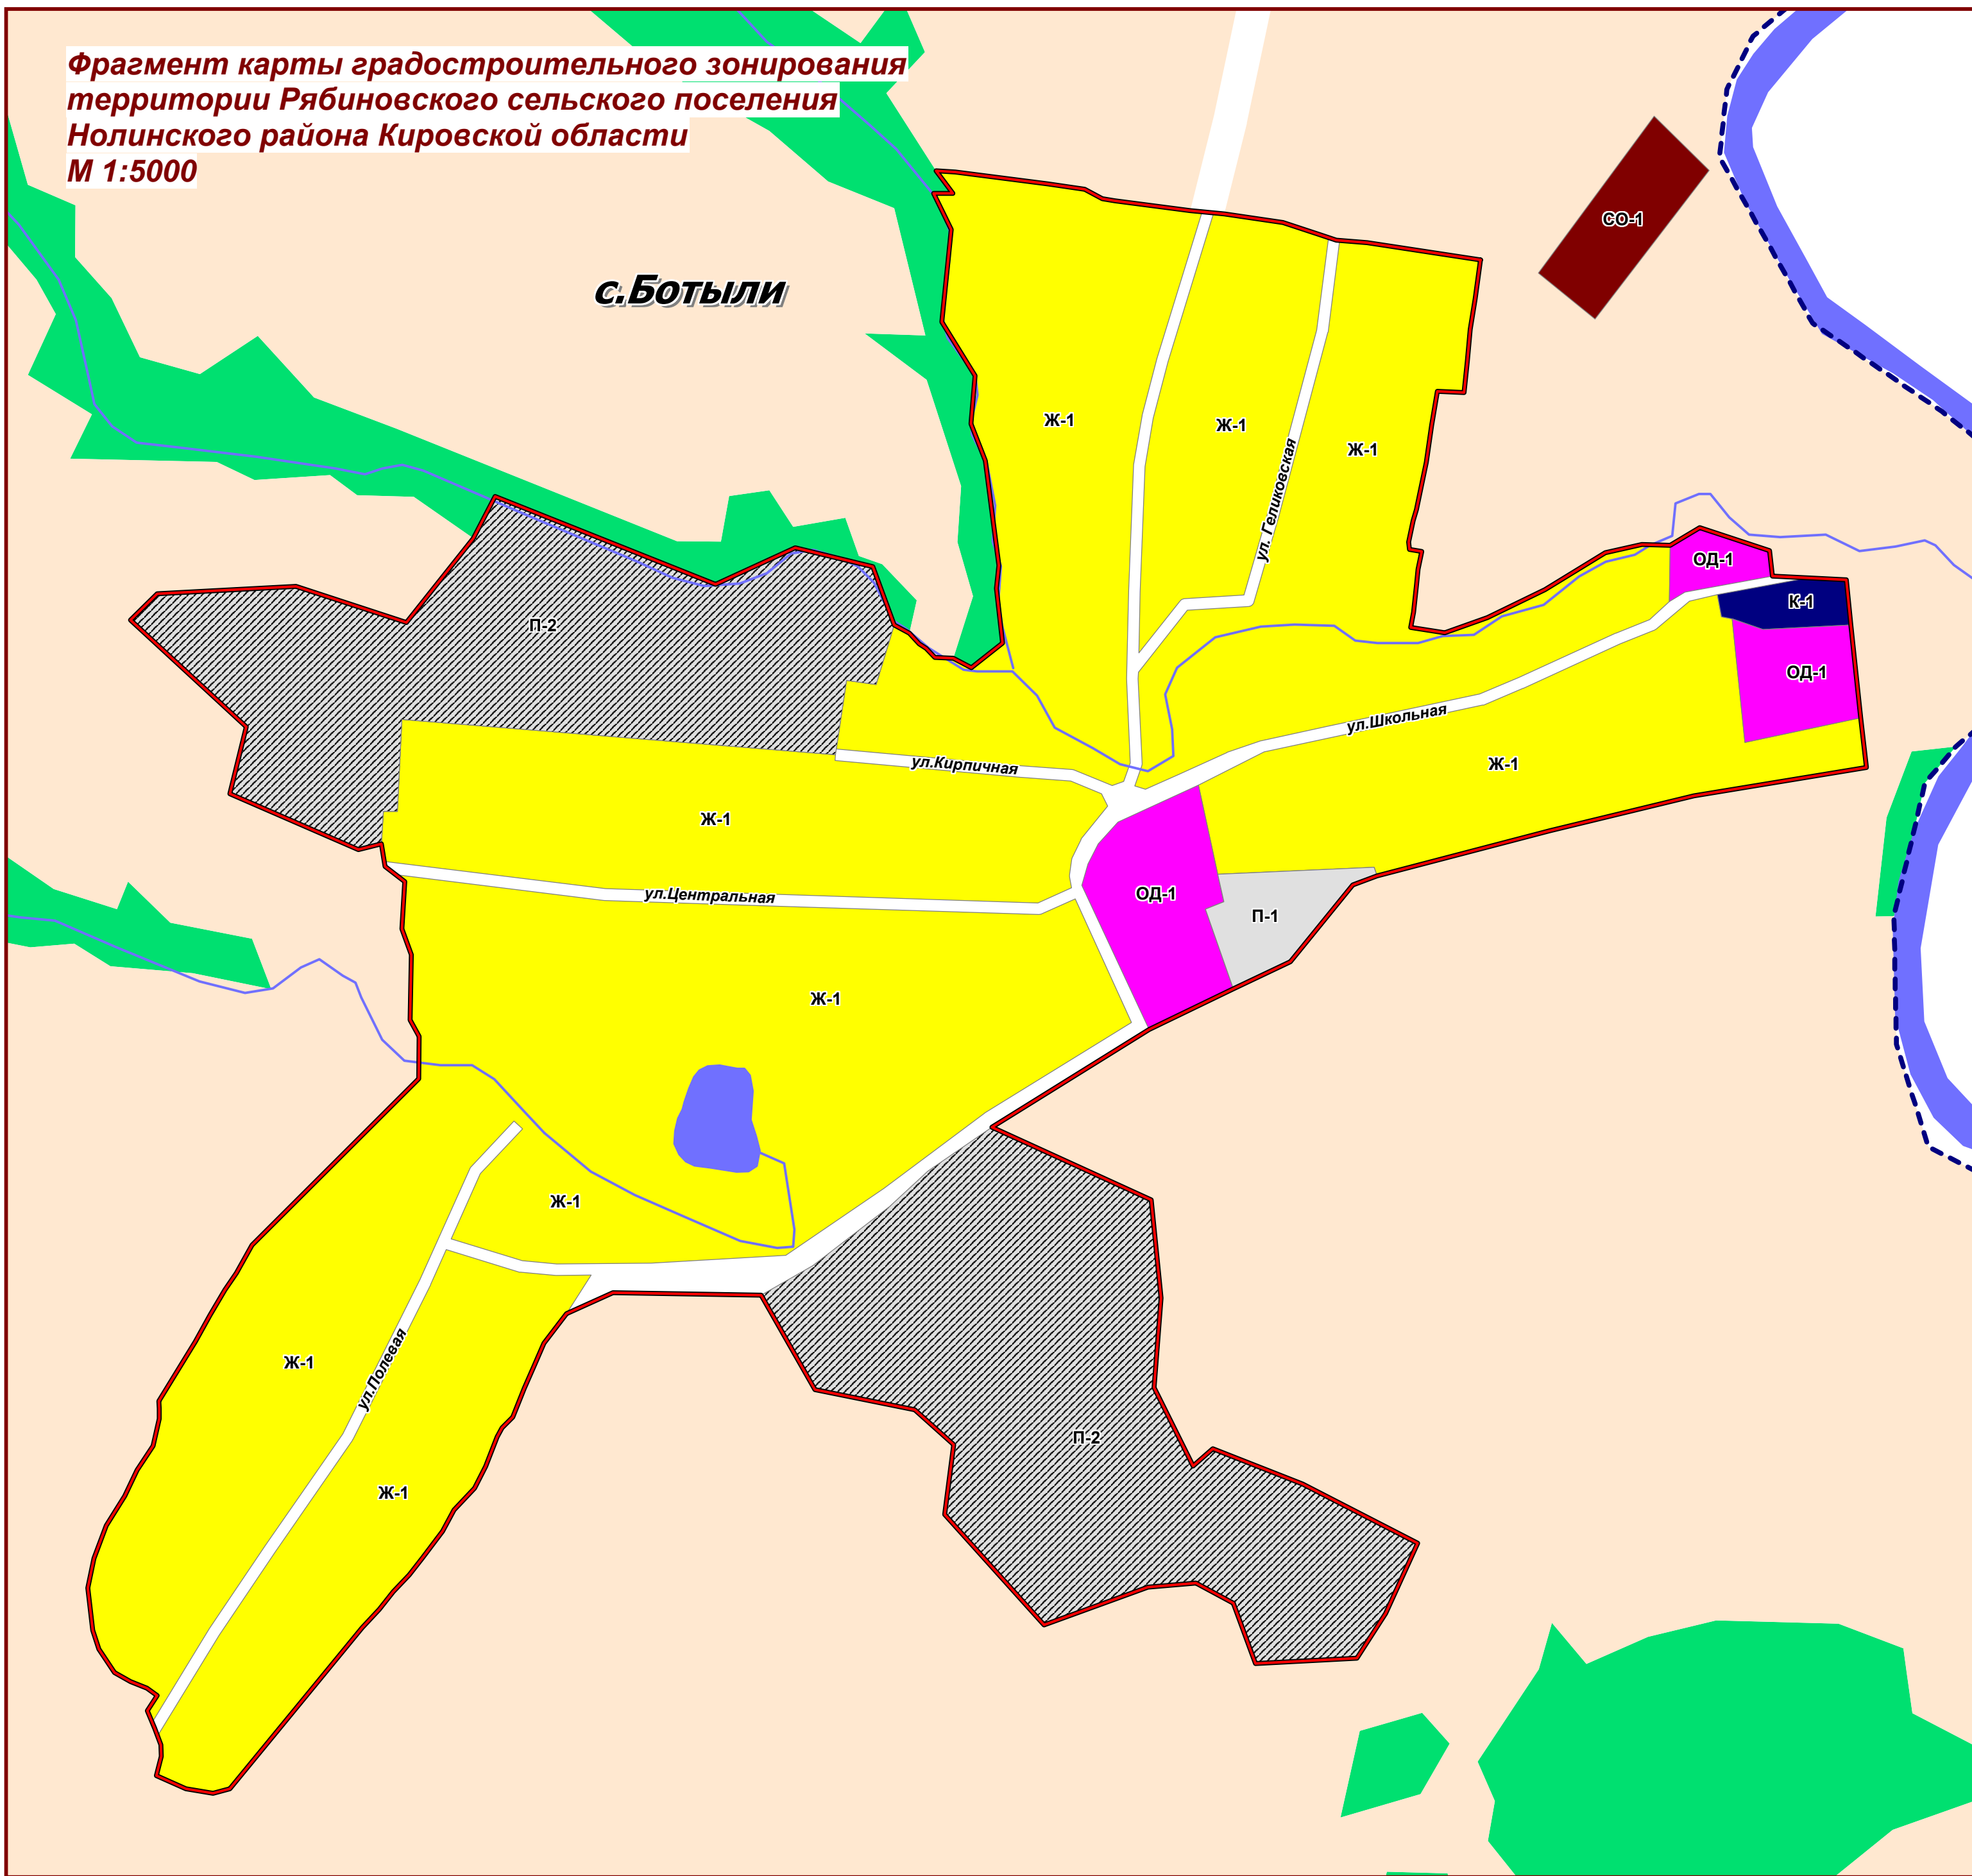 Фрагмент карты градостроительного зонирования
территории Рябиновского сельского поселения
Нолинского района Кировской области
М 1:5000
СО-1
с.Ботыли
Ж-1
Ж-1
Ж-1
ул. Геликовская
ОД-1
К-1
П-2
ОД-1
ул.Школьная
ул.Кирпичная
Ж-1
Ж-1
ул.Центральная
ОД-1
П-1
Ж-1
Ж-1
Ж-1
ул.Полевая
П-2
Ж-1